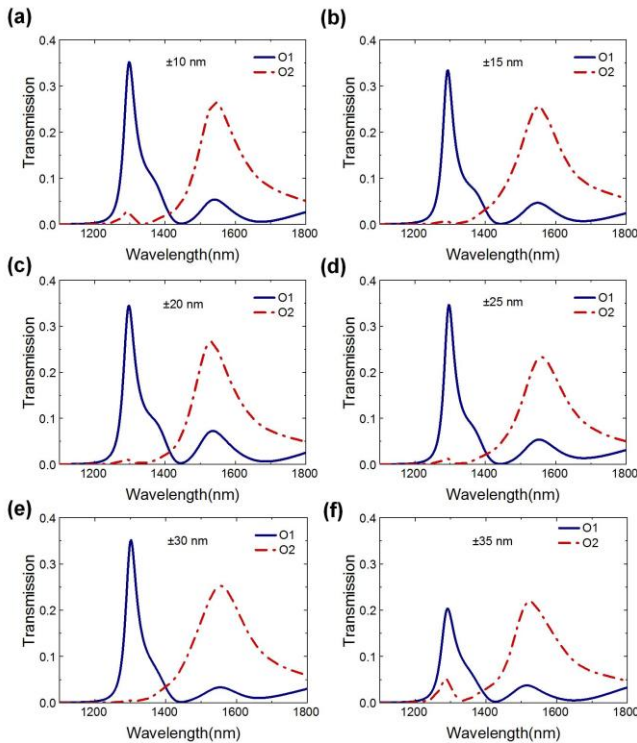 (a)
0.4
0.3
0.2
0.1
0.0
Transmission
±10 nm
O1
O2
1200 1400 1600 1800
Wavelength(nm)
(b)
0.4
0.3
0.2
0.1
0.0
Transmission
±15 nm
O1
O2
1200 1400 1600 1800
Wavelength(nm)
(c)
0.4
0.3
0.2
0.1
0.0
Transmission
±20 nm
O1
O2
1200 1400 1600 1800
Wavelength(nm)
(d)
0.4
0.3
0.2
0.1
0.0
Transmission
±25 nm
O1
O2
1200 1400 1600 1800
Wavelength(nm)
(e)
0.4
0.3
0.2
0.1
0.0
Transmission
±30 nm
O1
O2
1200 1400 1600 1800
Wavelength(nm)
(f)
0.4
0.3
0.2
0.1
0.0
Transmission
±35 nm
O1
O2
1200 1400 1600 1800
Wavelength(nm)